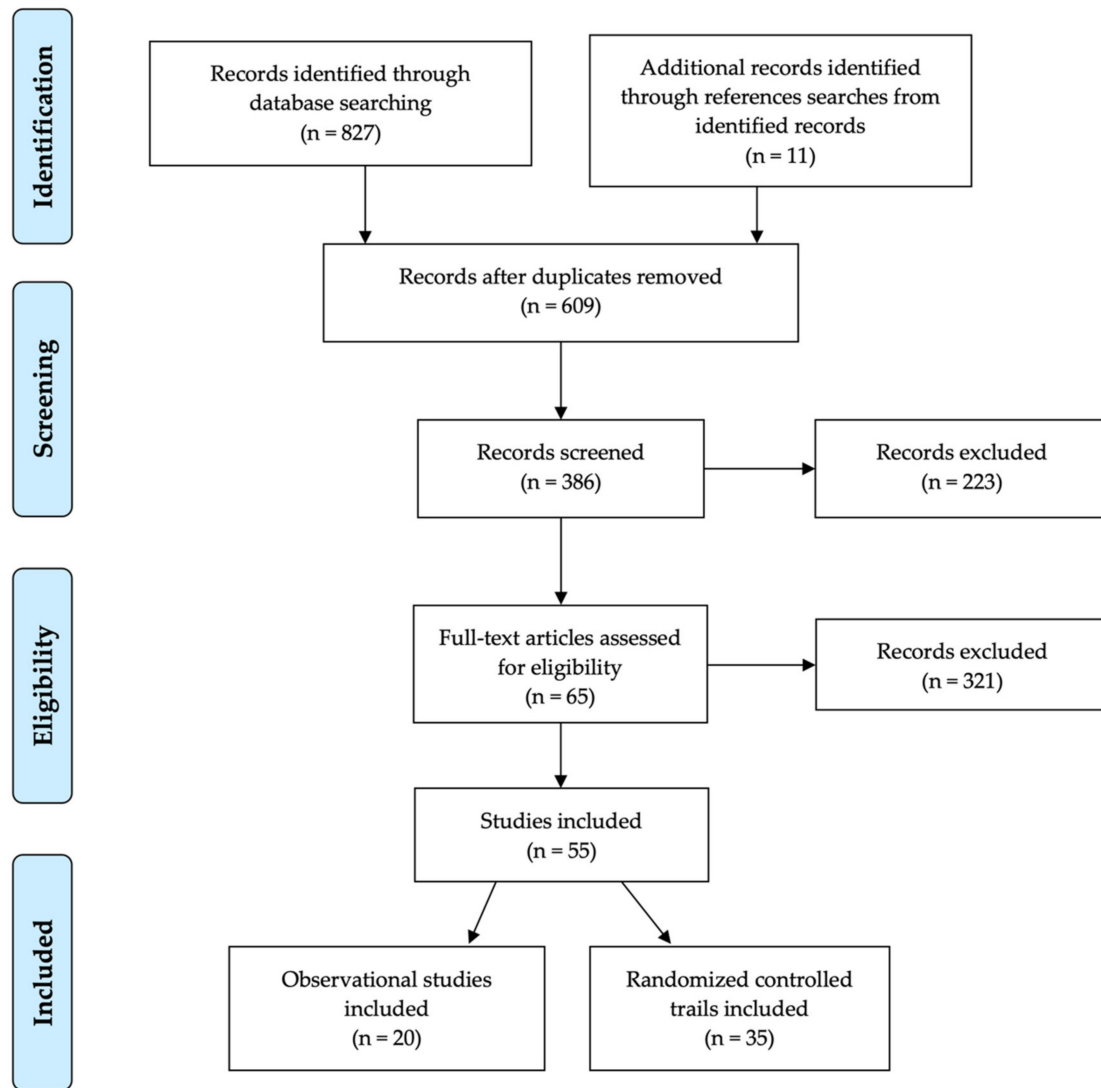 Identification
Records identified through
database searching
(n = 827)
Additional records identified
through references searches from
identified records
(n = 11)
Screening
Records after duplicates removed
(n = 609)
Records screened
(n = 386)
Records excluded
(n = 223)
Eligibility
Full-text articles assessed
for eligibility
(n = 65)
Records excluded
(n = 321)
Studies included
(n = 55)
Included
Observational studies
included
(n = 20)
Randomized controlled
trails included
(n = 35)